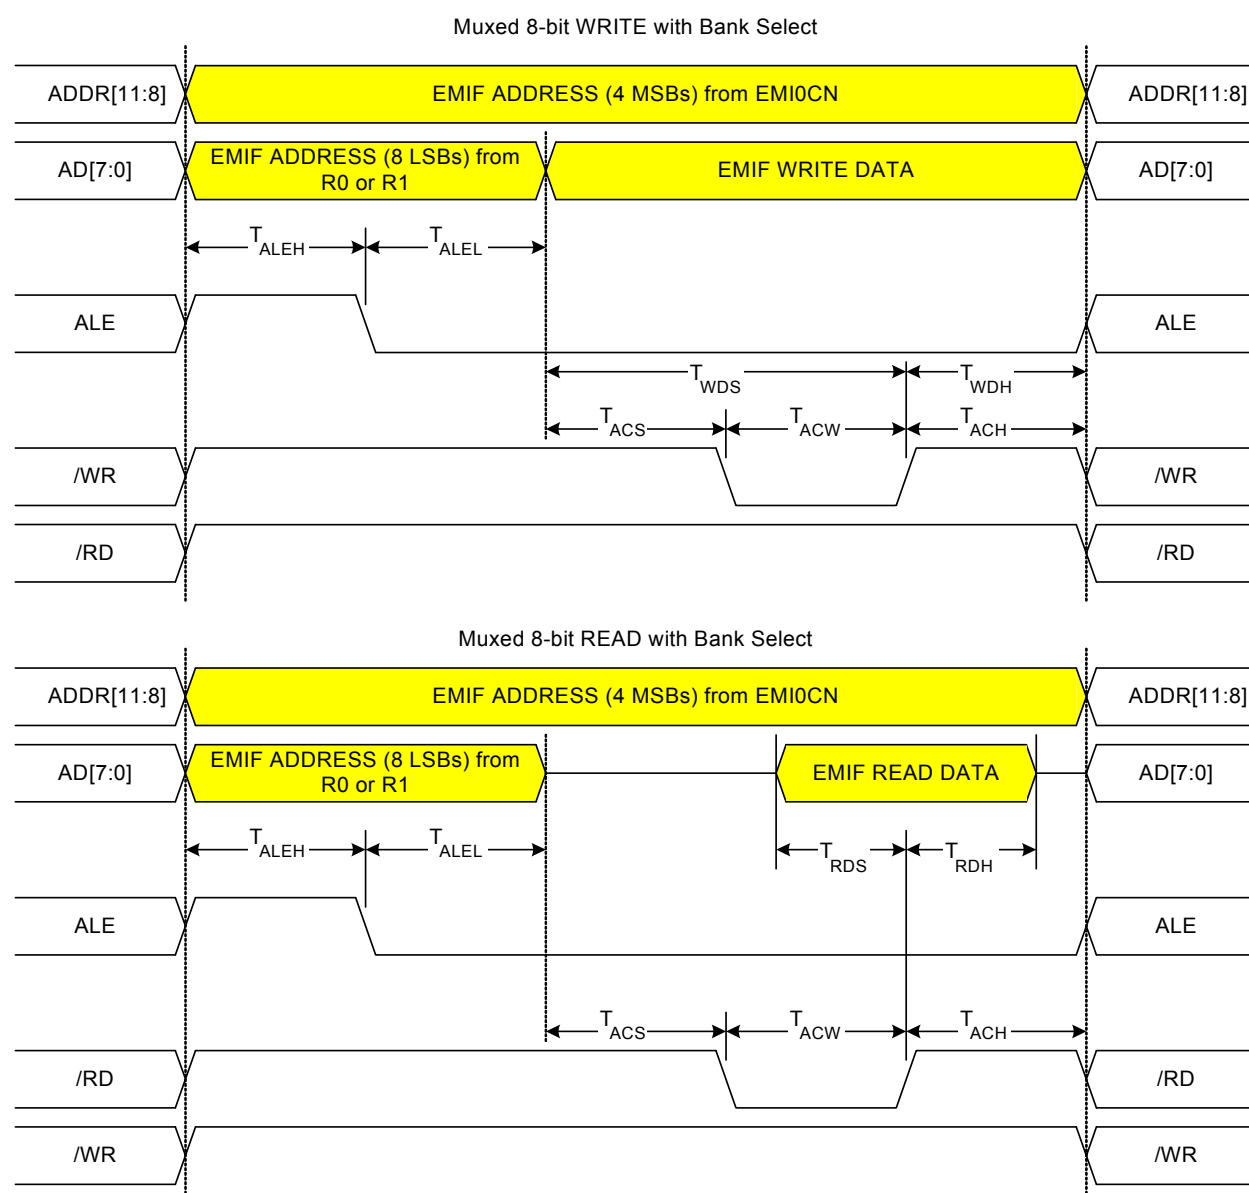 Muxed 8-bit WRITE with Bank Select
ADDR[11:8]
EMIF ADDRESS (4 MSBs) from EMI0CN
ADDR[11:8]
AD[7:0]
EMIF ADDRESS (8 LSBs) from
R0 or R1
EMIF WRITE DATA
AD[7:0]
TALEH
TALEL
ALE
ALE
TWDS
TWDH
TACS
TACW
TACH
/WR
/WR
/RD
/RD
Muxed 8-bit READ with Bank Select
ADDR[11:8]
EMIF ADDRESS (4 MSBs) from EMI0CN
ADDR[11:8]
AD[7:0]
EMIF ADDRESS (8 LSBs) from
R0 or R1
EMIF READ DATA
AD[7:0]
TALEH
TALEL
TRDS
TRDH
ALE
ALE
TACS
TACW
TACH
/RD
/RD
/WR
/WR